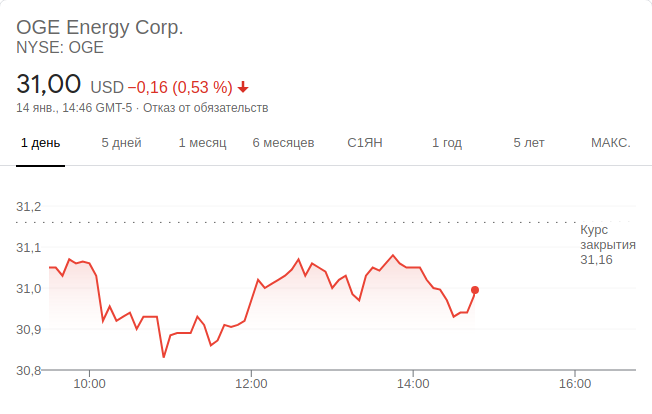 OGE Energy Corp.
NYSE: OGE
31,00 USD −0,16 (0,53 %)
14 янв., 14:46 GMT-5 · Отказ от обязательств
1 день 5 дней 1 месяц 6 месяцев С1ЯН 1 год 5 лет МАКС.
31,2
Курс
закрытия
31,16
31,1
31,0
30,9
30,8
10:00 12:00 14:00 16:00